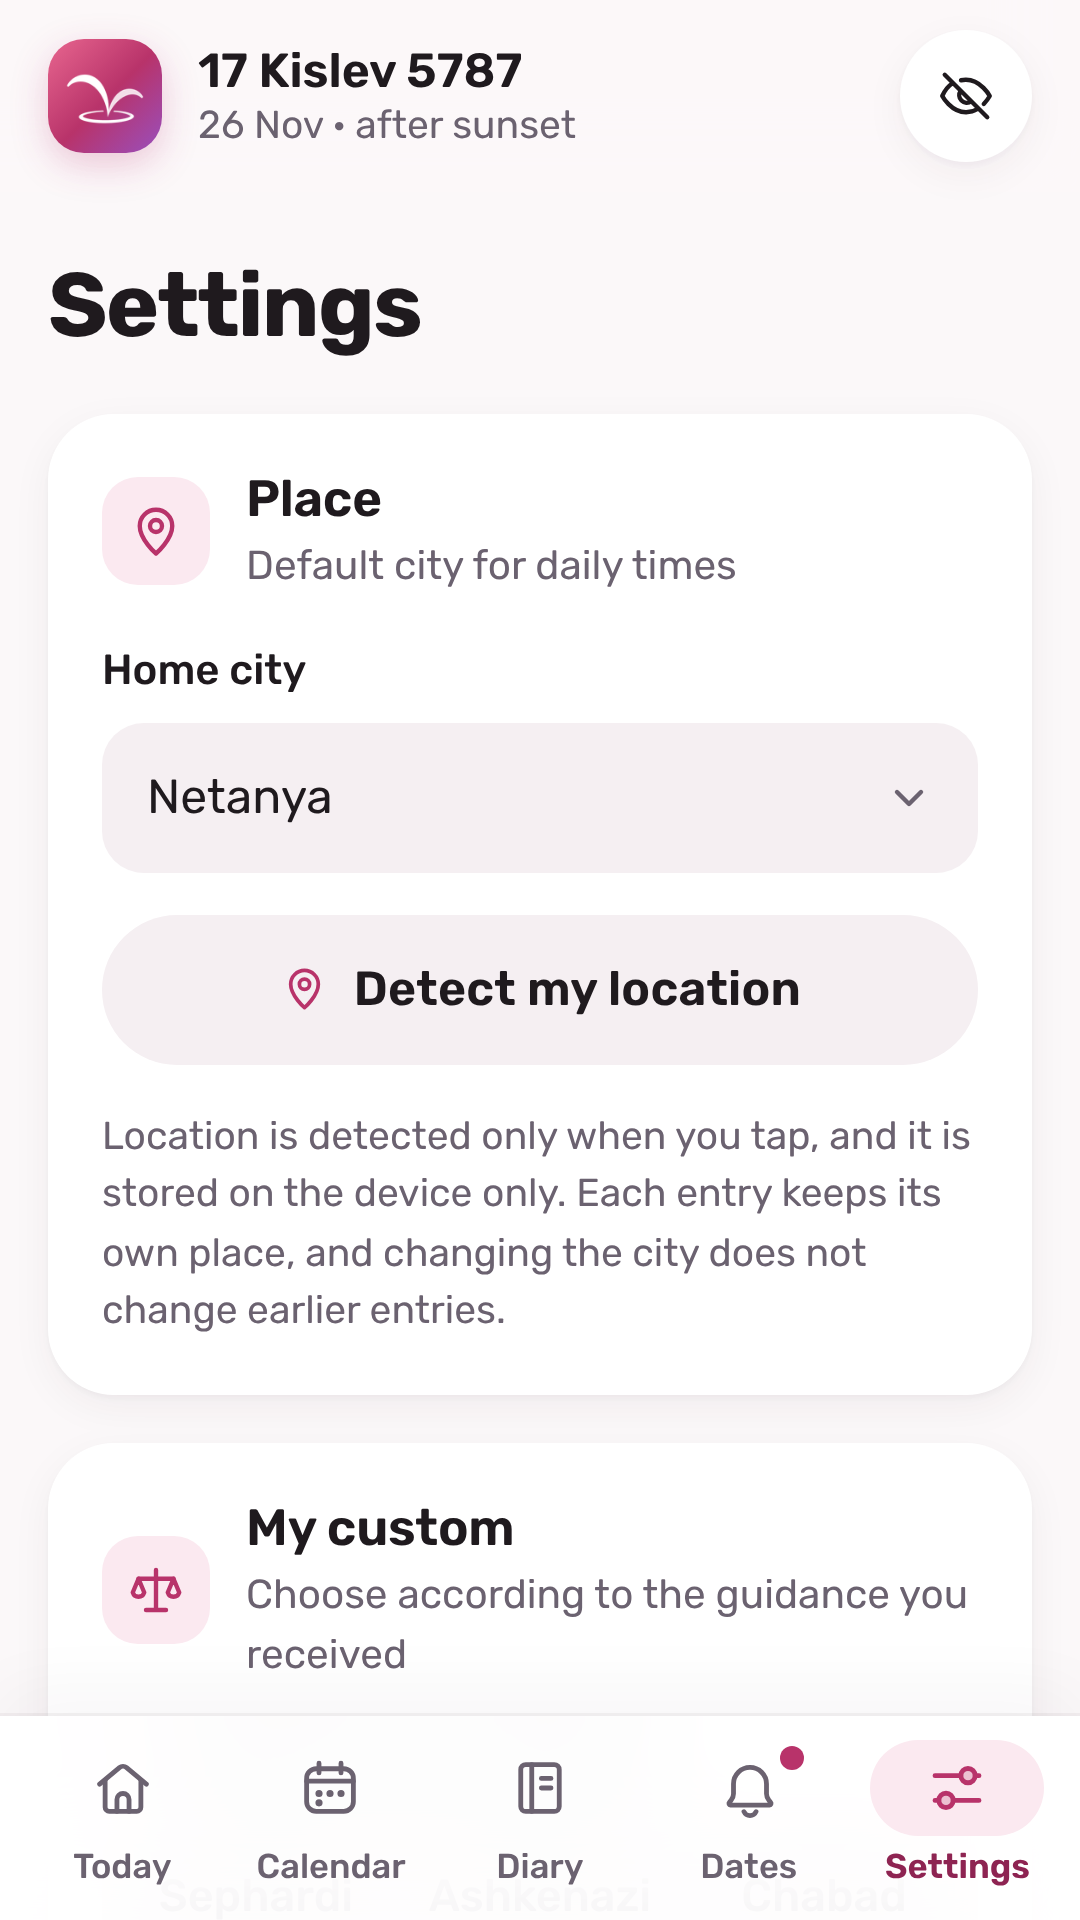 17 Kislev 5787
26 Nov • after sunset
Settings
Place
Default city for daily times
Home city
Netanya
Detect my location
Location is detected only when you tap, and it is
stored on the device only. Each entry keeps its
own place, and changing the city does not
change earlier entries.
My custom
Choose according to the guidance you
received
Today
Calendar
Diary
Dates
Settings
Sephardi
Ashkenazi
Chabad